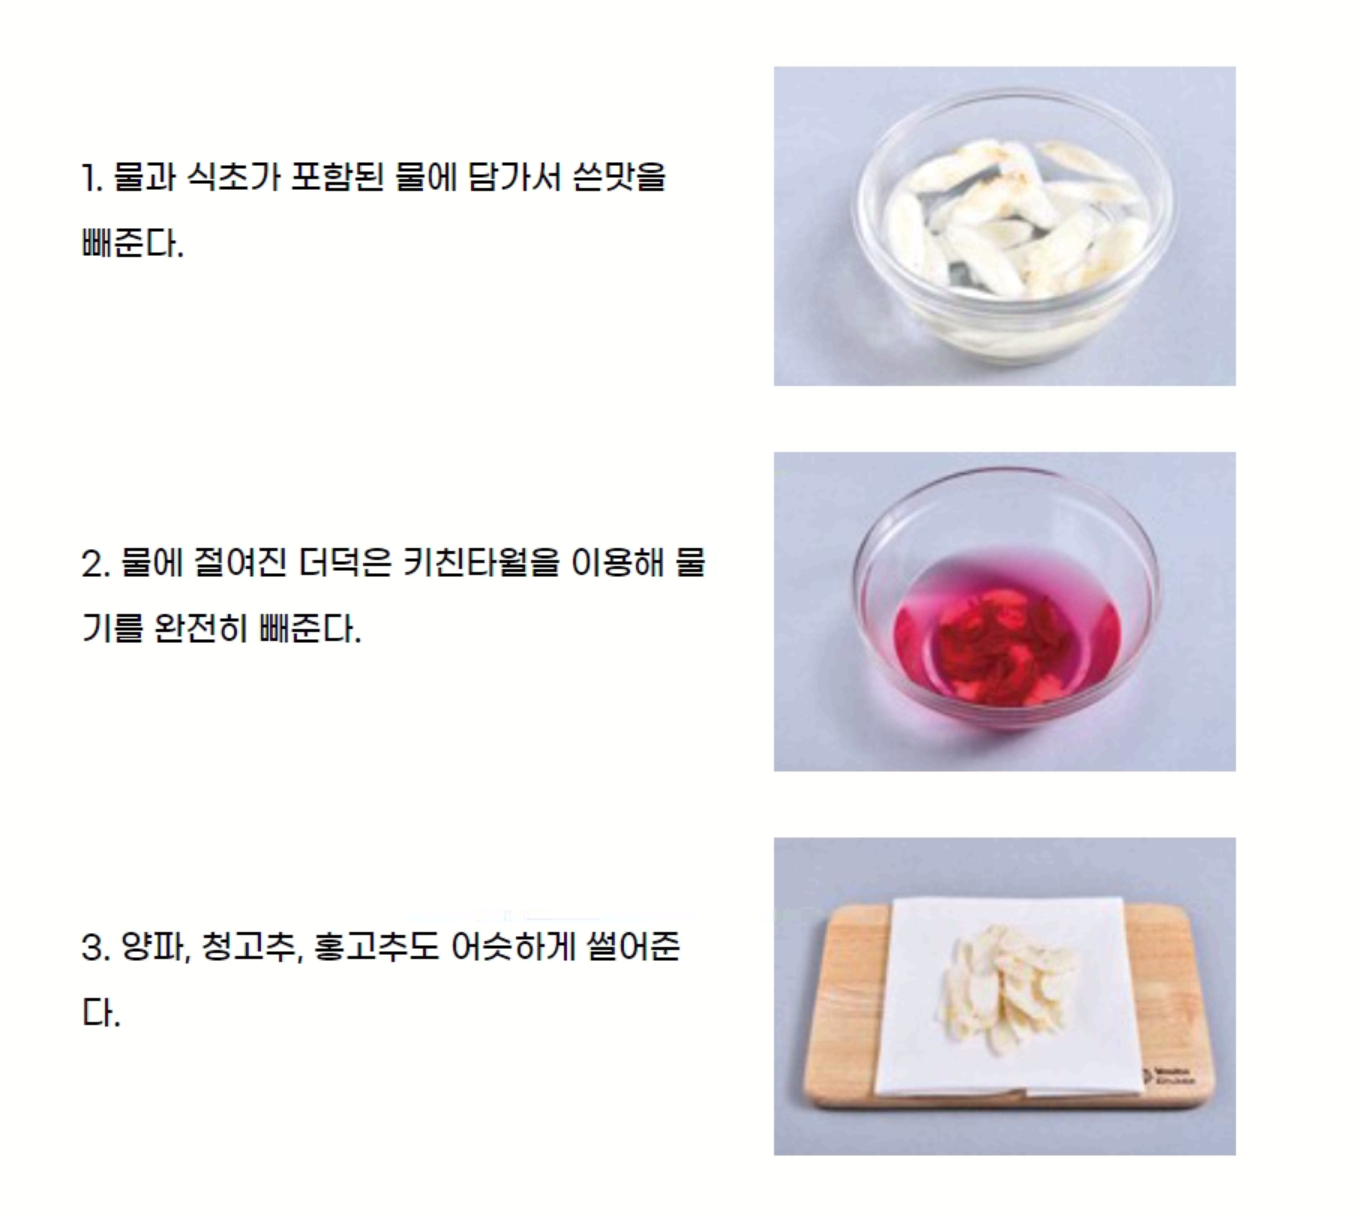 1. 물과 식초가 포함된 물에 담가서 쓴맛을
빼준다.
2. 물에 절여진 더덕은 키친타월을 이용해 물
기를 완전히 빼준다.
3. 양파, 청고추, 홍고추도 어슷하게 썰어준
다.